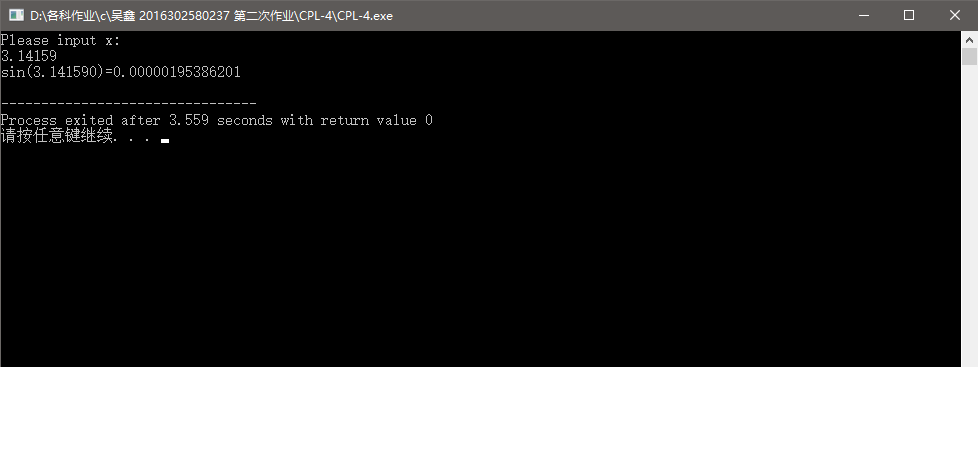 D:\各科作业\c\吴鑫 2016302580237 第二次作业\CPL-4\CPL-4.exe
Please input x:
3.14159
sin(3.141590)=0.00000195386201
--------------------------------
Process exited after 3.559 seconds with return value 0
请按任意键继续. . .